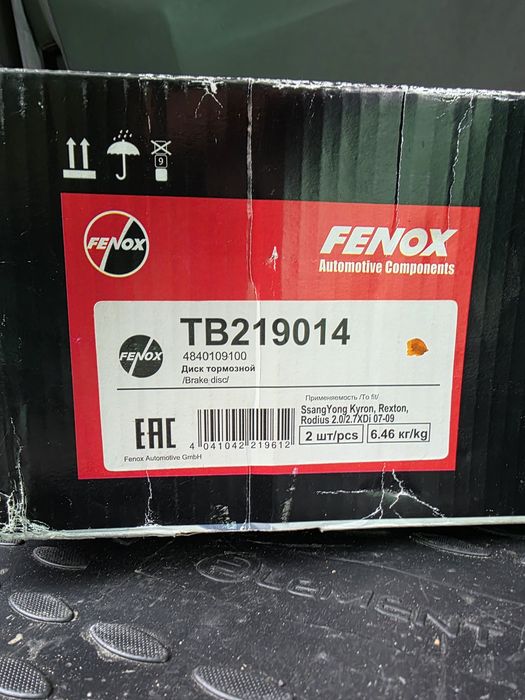 9
FENOX
FENOX
Automotive Components
FENOX
TB219014
4840109100
Диск тормозной
/Brake disc/
Применяемость /To fit/
SsangYong Kyron, Rexton,
Rodius 2.0/2.7XDi 07-09
2 шт/pcs 6.46 кг/kg
EAC
4 041042 219612
Fenox Automotive GmbH
ELEMENT